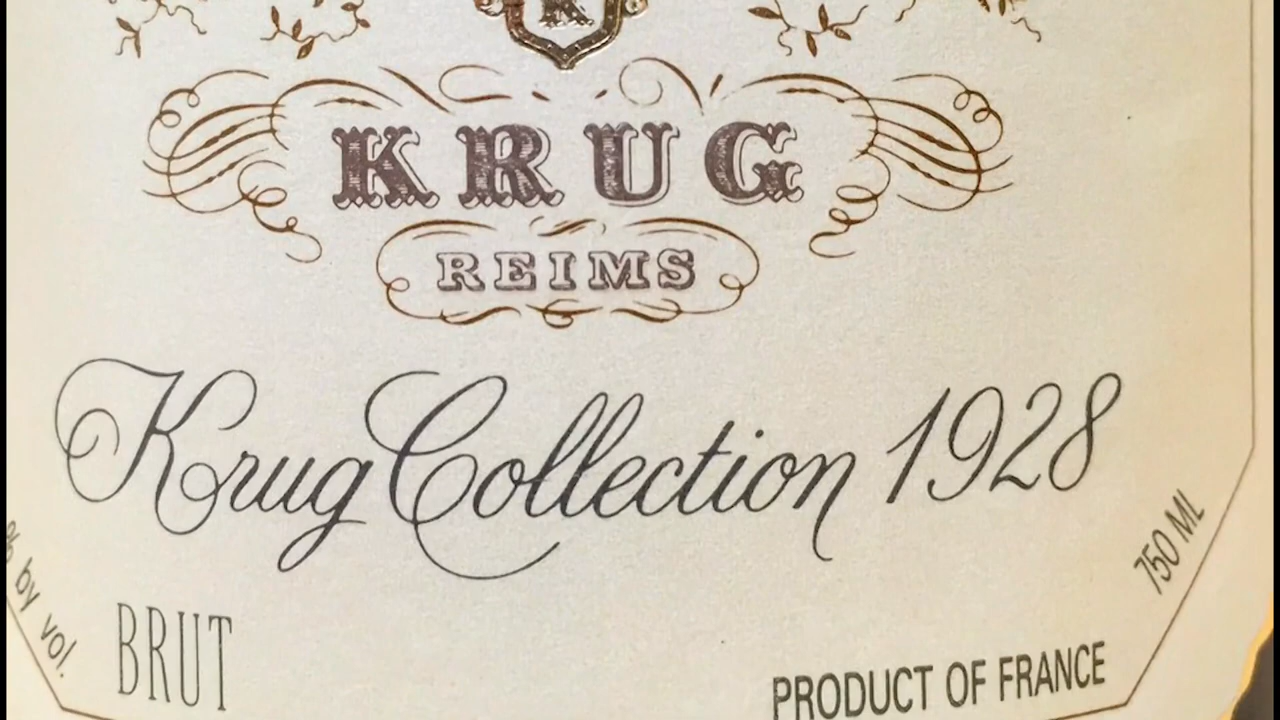 K
KRUG
REIMS
Krug Collection 1928
750 ML
% by vol.
BRUT
PRODUCT OF FRANCE